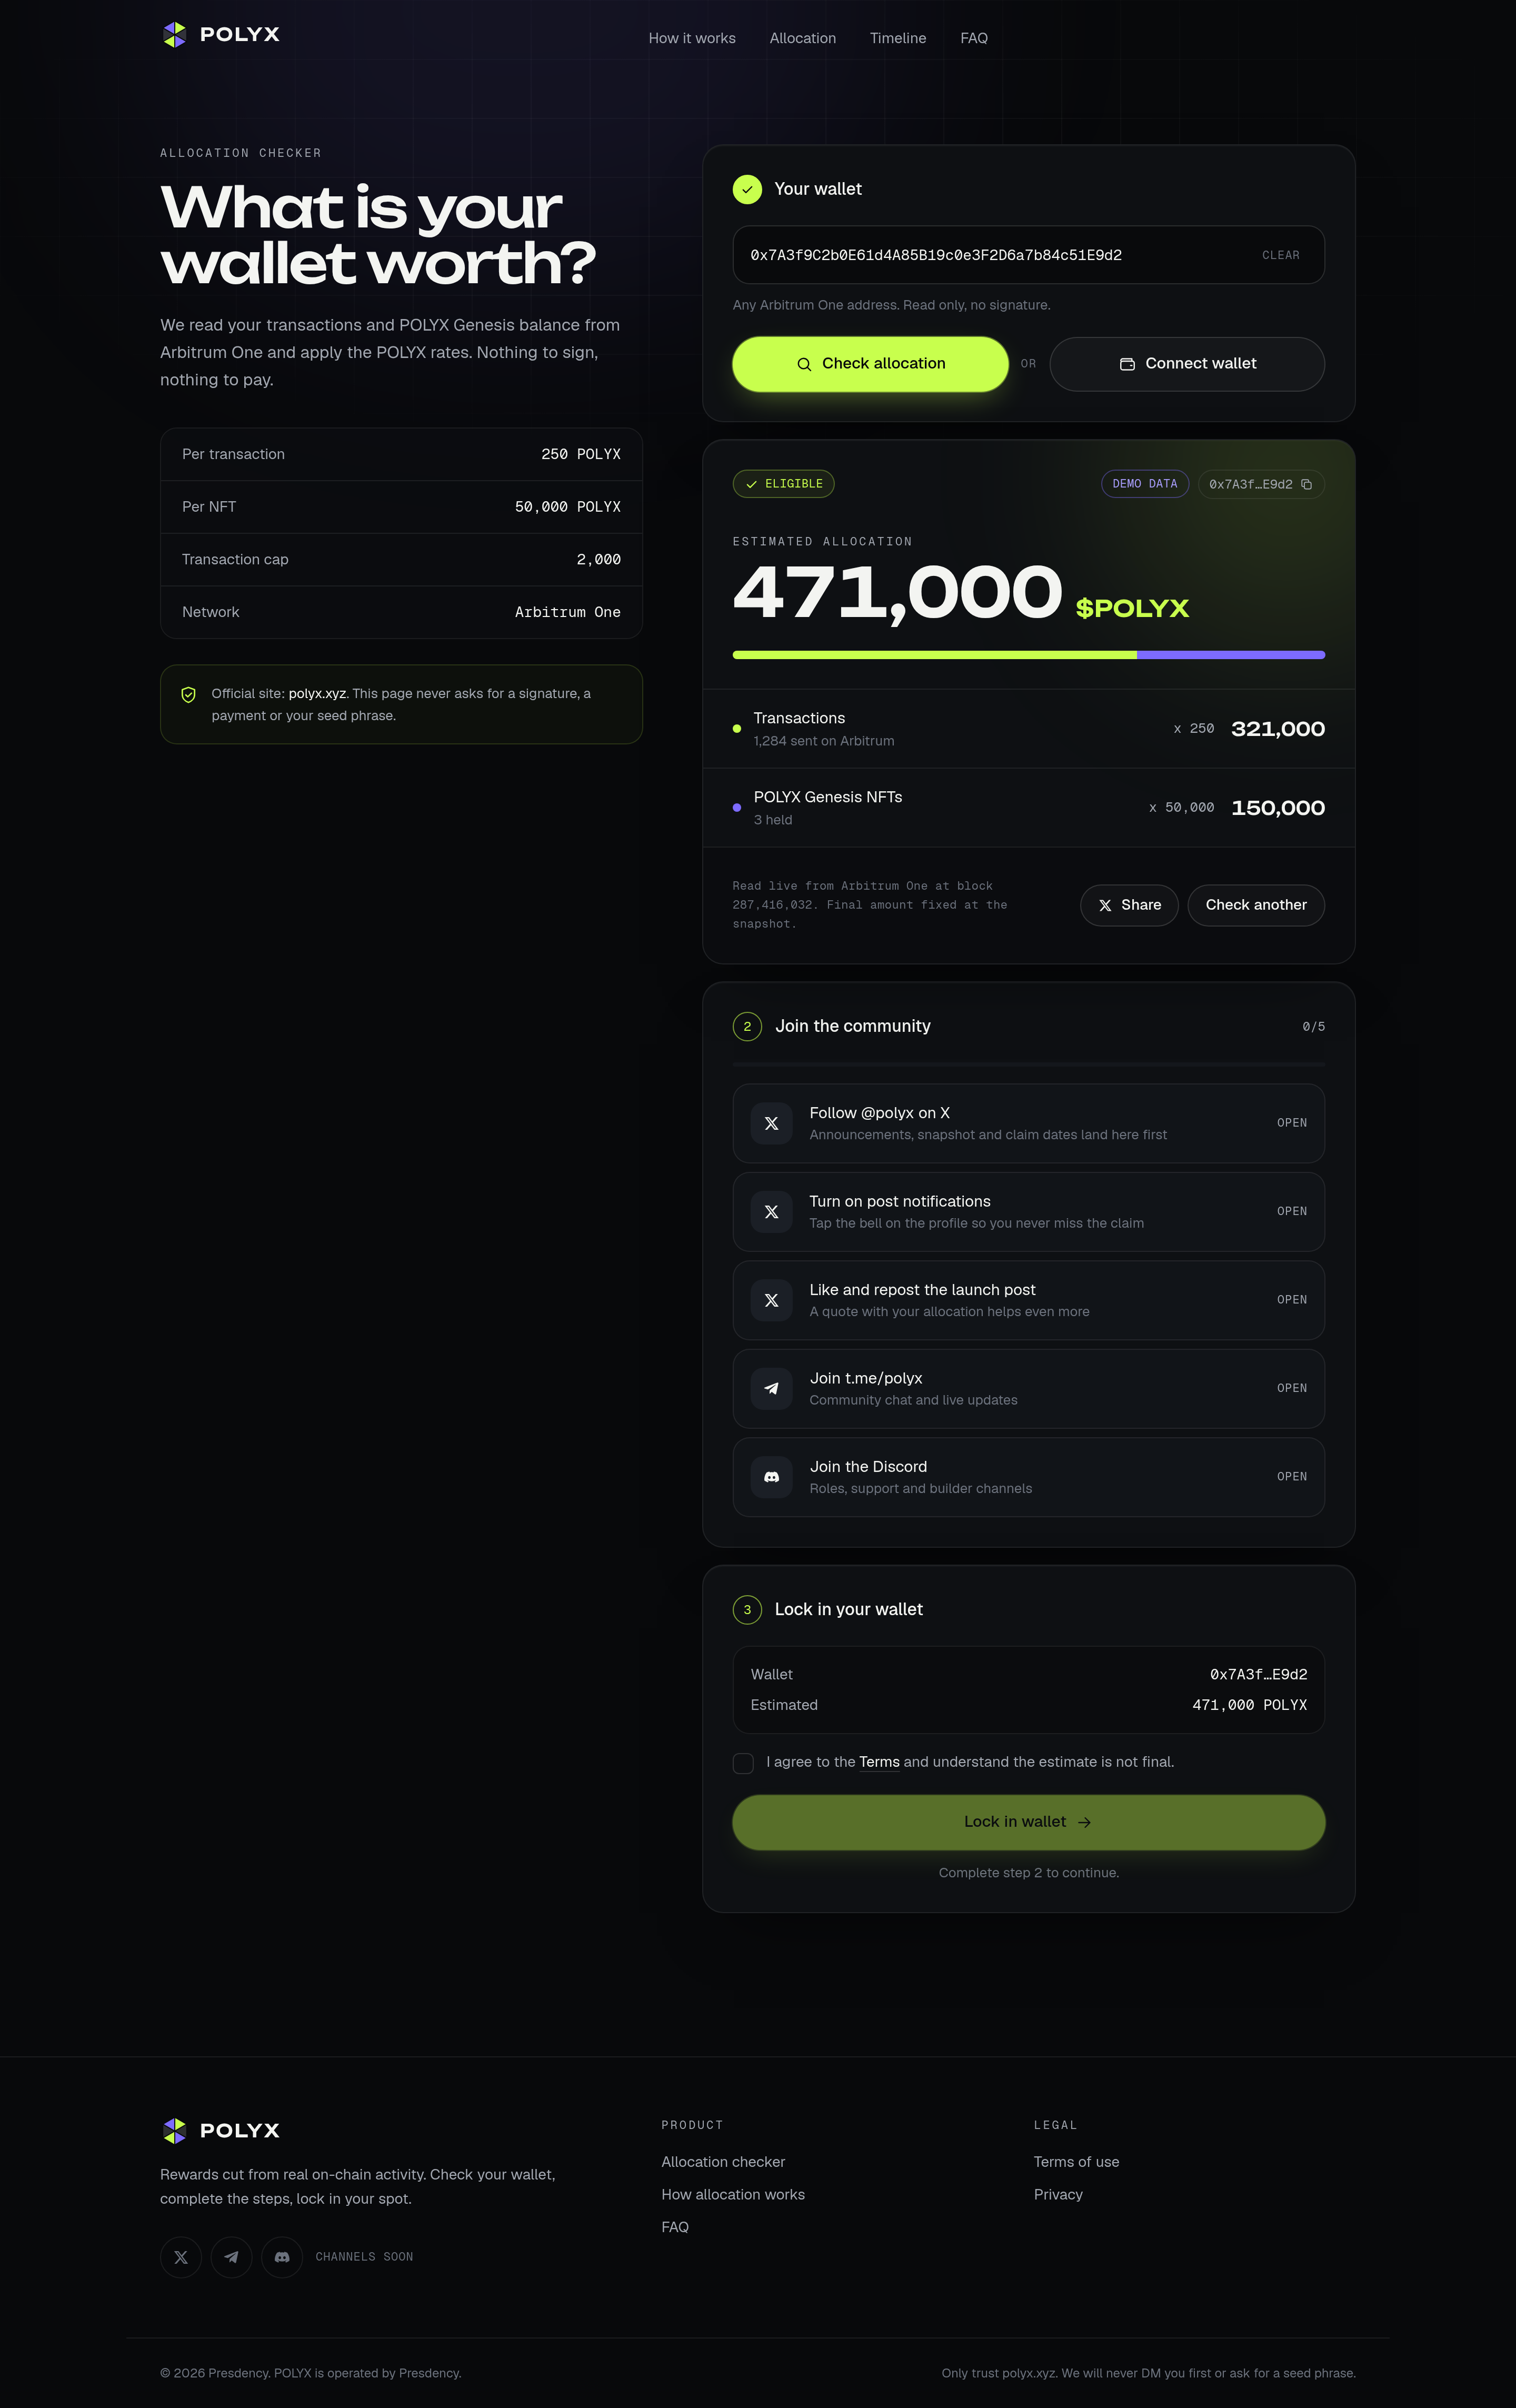 POLYX
How it works
Allocation
Timeline
FAQ
ALLOCATION CHECKER
What is your
wallet worth?
We read your transactions and POLYX Genesis balance from
Arbitrum One and apply the POLYX rates. Nothing to sign,
nothing to pay.
Per transaction 250 POLYX
Per NFT 50,000 POLYX
Transaction cap 2,000
Network Arbitrum One
Official site: polyx.xyz. This page never asks for a signature, a
payment or your seed phrase.
Your wallet
0x7A3f9C2b0E61d4A85B19c0e3F2D6a7b84c51E9d2 CLEAR
Any Arbitrum One address. Read only, no signature.
Check allocation OR Connect wallet
ELIGIBLE DEMO DATA 0x7A3f…E9d2
ESTIMATED ALLOCATION
471,000 $POLYX
Transactions
1,284 sent on Arbitrum
x 250 321,000
POLYX Genesis NFTs
3 held
x 50,000 150,000
Read live from Arbitrum One at block
287,416,032. Final amount fixed at the
snapshot.
Share Check another
2 Join the community 0/5
Follow @polyx on X
Announcements, snapshot and claim dates land here first
OPEN
Turn on post notifications
Tap the bell on the profile so you never miss the claim
OPEN
Like and repost the launch post
A quote with your allocation helps even more
OPEN
Join t.me/polyx
Community chat and live updates
OPEN
Join the Discord
Roles, support and builder channels
OPEN
3 Lock in your wallet
Wallet 0x7A3f…E9d2
Estimated 471,000 POLYX
I agree to the Terms and understand the estimate is not final.
Lock in wallet →
Complete step 2 to continue.
POLYX
Rewards cut from real on-chain activity. Check your wallet,
complete the steps, lock in your spot.
CHANNELS SOON
PRODUCT
Allocation checker
How allocation works
FAQ
LEGAL
Terms of use
Privacy
© 2026 Presdency. POLYX is operated by Presdency.
Only trust polyx.xyz. We will never DM you first or ask for a seed phrase.